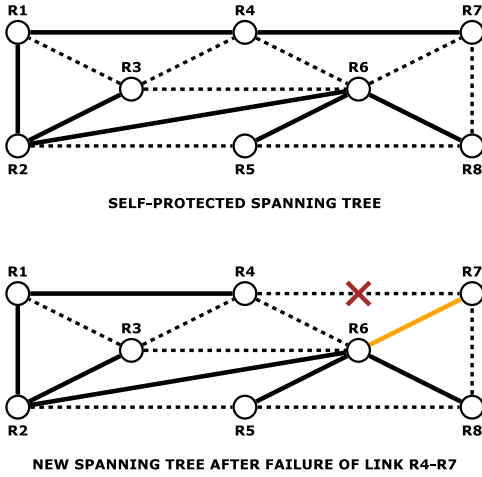 R1
R4
R7
R3
R6
R2
R5
R8
SELF-PROTECTED SPANNING TREE
R1
R4
R7
R3
R6
R2
R5
R8
NEW SPANNING TREE AFTER FAILURE OF LINK R4-R7